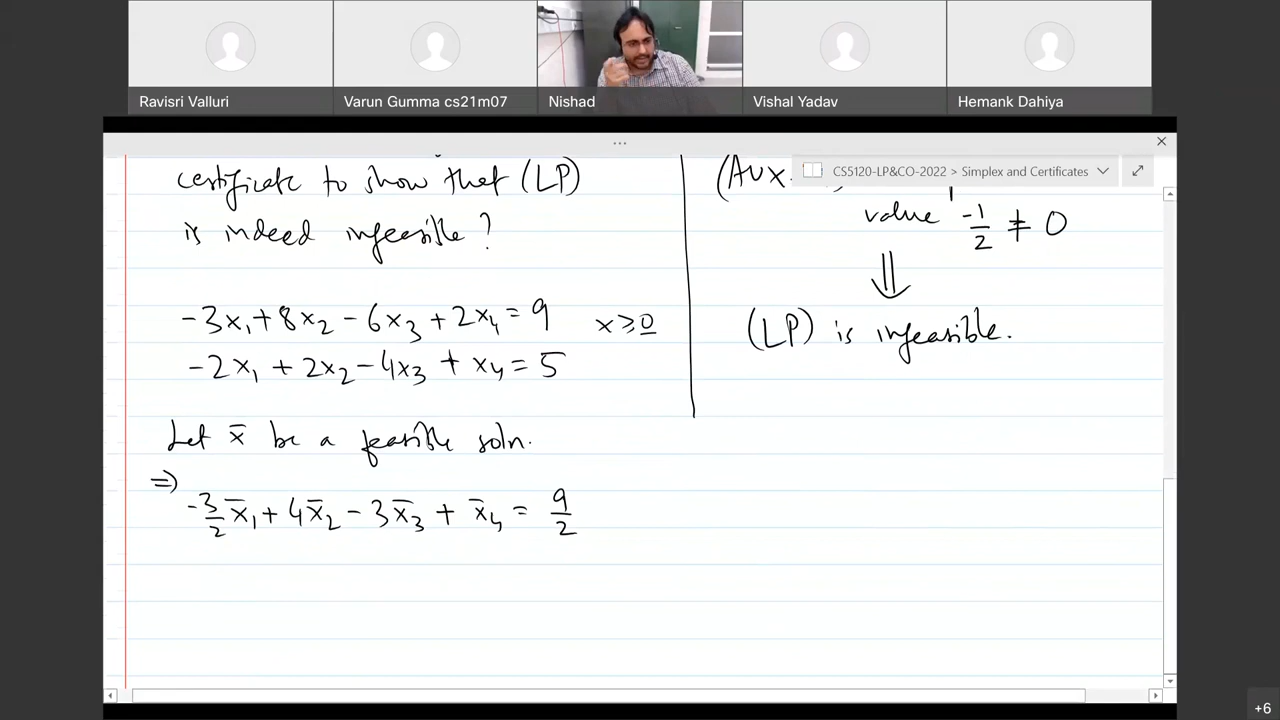 Ravisri Valluri
Varun Gumma cs21m07
Nishad
Vishal Yadav
Hemank Dahiya
CS5120-LP&CO-2022 > Simplex and Certificates
certificate to show that (LP)
is indeed infeasible?
-3x₁ + 8x₂ - 6x₃ + 2x₄ = 9 x ≥ 0
-2x₁ + 2x₂ - 4x₃ + x₄ = 5
Let x̄ be a feasible soln.
⇒
-3/2 x̄₁ + 4x̄₂ - 3x̄₃ + x̄₄ = 9/2
(Aux.
value -1/2 ≠ 0
⇓
(LP) is infeasible.
+6